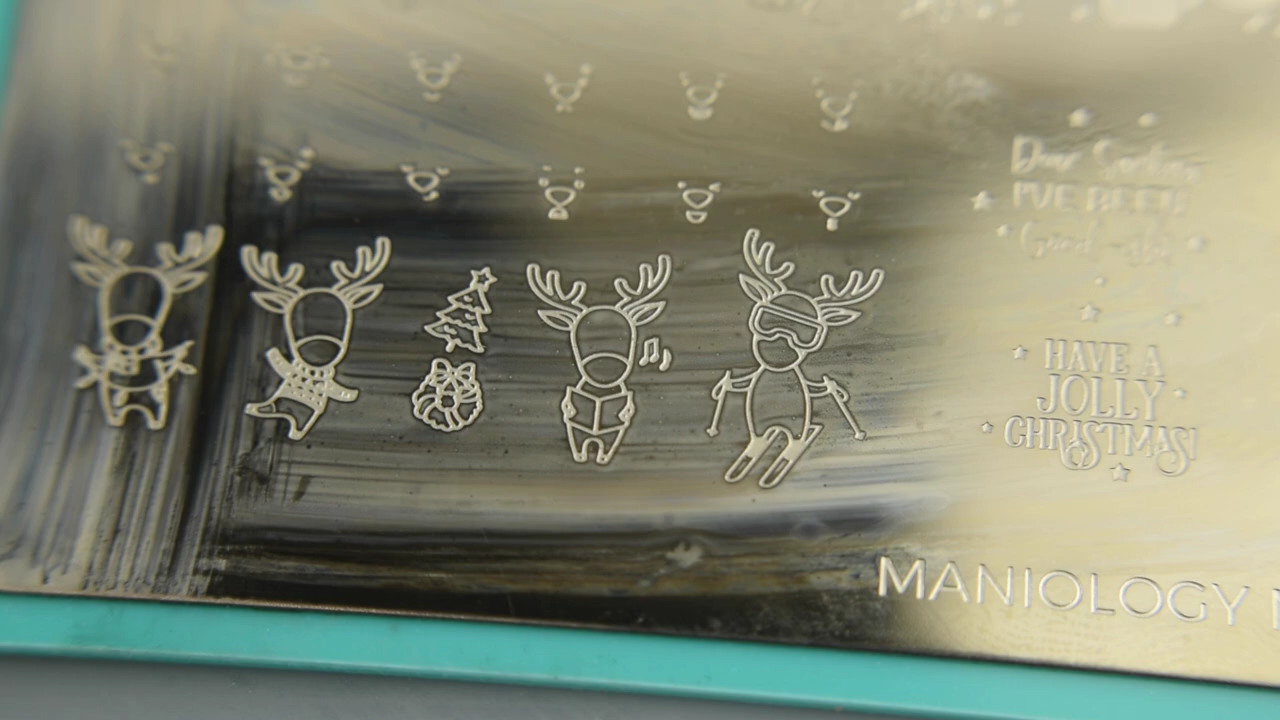 Dear Santa,
I'VE BEEN
HAVE A
JOLLY
CHRISTMAS!
MANIOLOGY